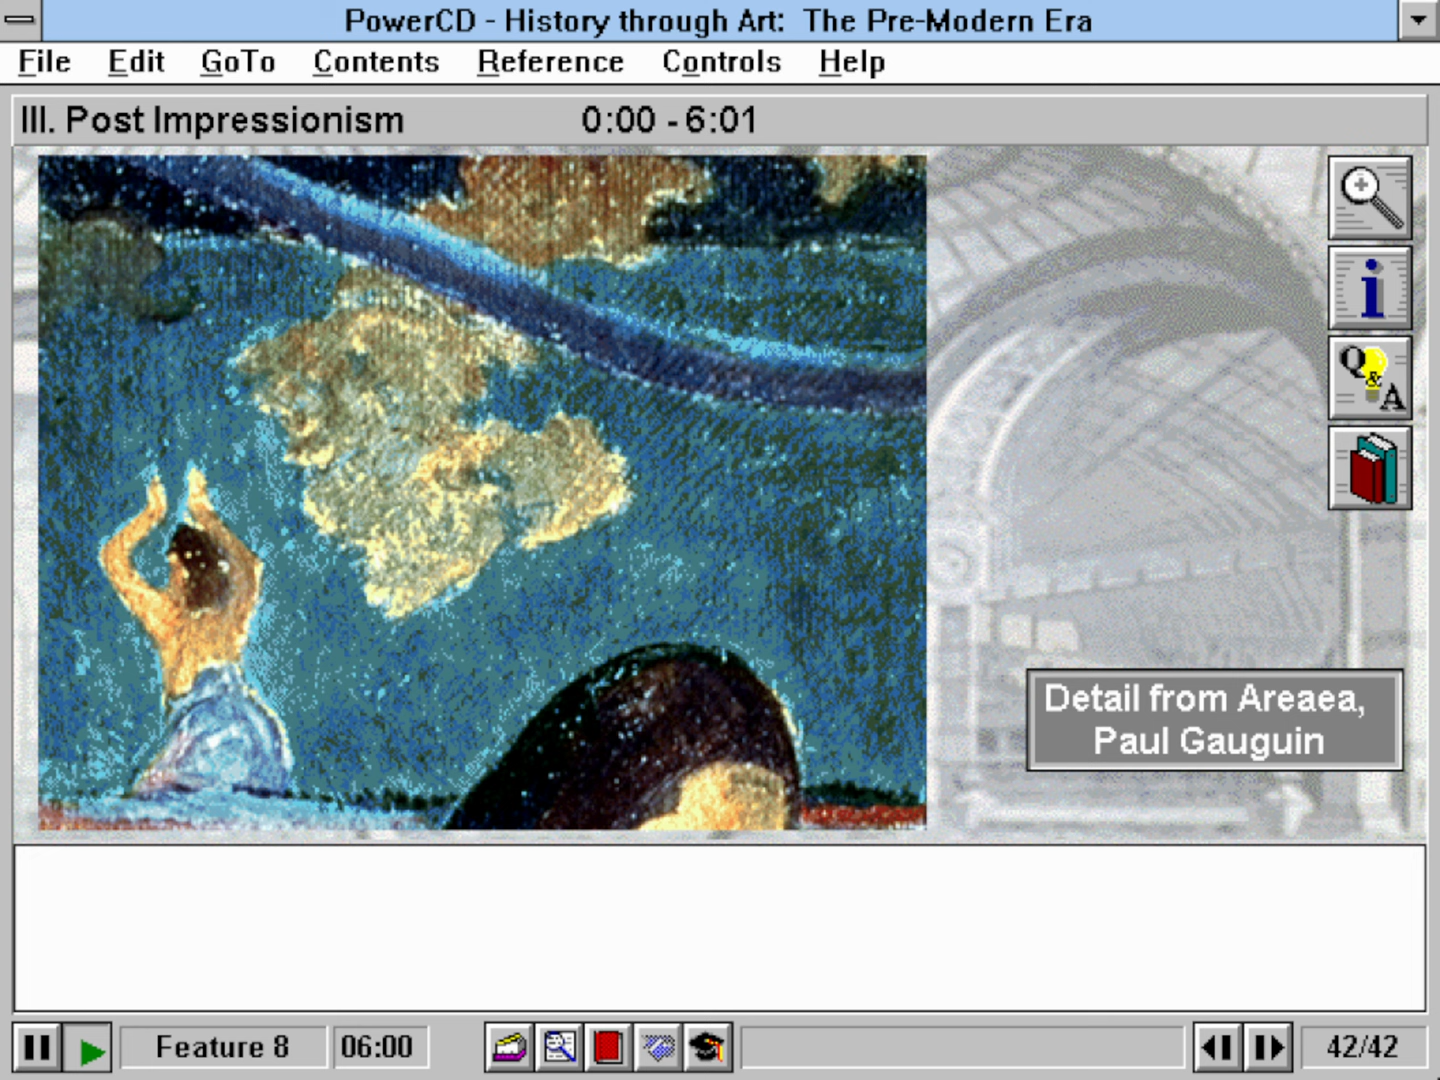 PowerCD - History through Art: The Pre-Modern Era
File Edit GoTo Contents Reference Controls Help
III. Post Impressionism 0:00 - 6:01
Q & A
Detail from Areaea,
Paul Gauguin
Feature 8 06:00 42/42